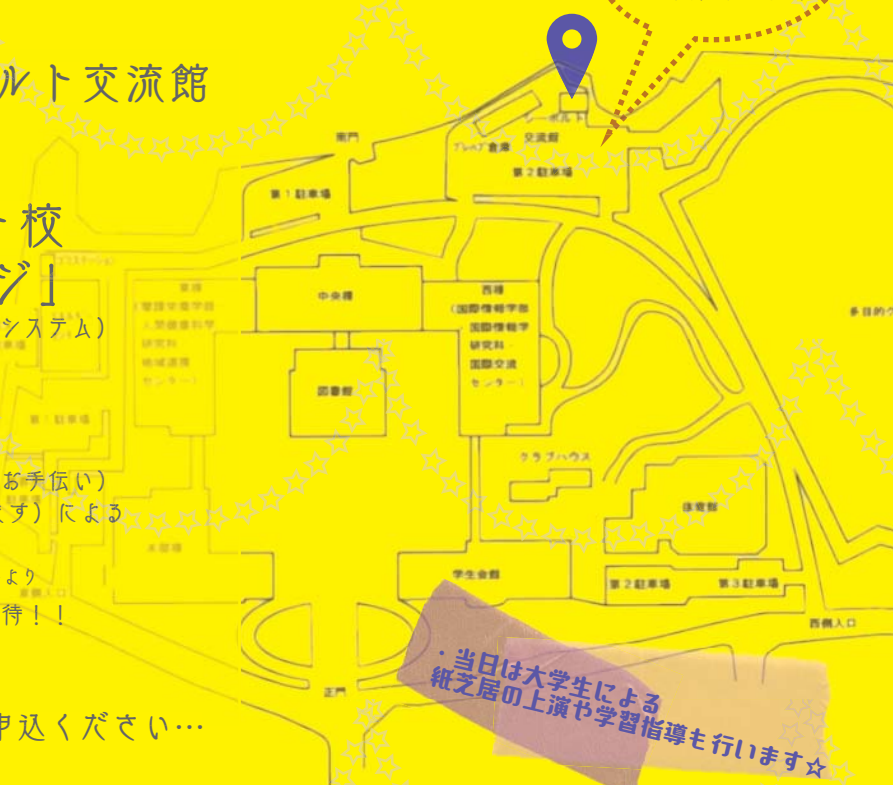 ルト交流館
ト校
ジ」
システム）
お手伝い）
ます）による
より
待！！
申込ください…
南門
シーボルト
交流館
プレハブ倉庫
第２駐車場
第１駐車場
中央棟
西棟
（国際情報学部
国際情報学
研究科
国際交流
センター）
東棟
（看護栄養学部
人間健康科学
研究科
地域連携
センター）
図書館
多目的グ
第１駐車場
クラブハウス
体育館
本部棟
学生会館
第２駐車場
第３駐車場
西側入口
東側入口
正門
・当日は大学生による
紙芝居の上演や学習指導も行います☆